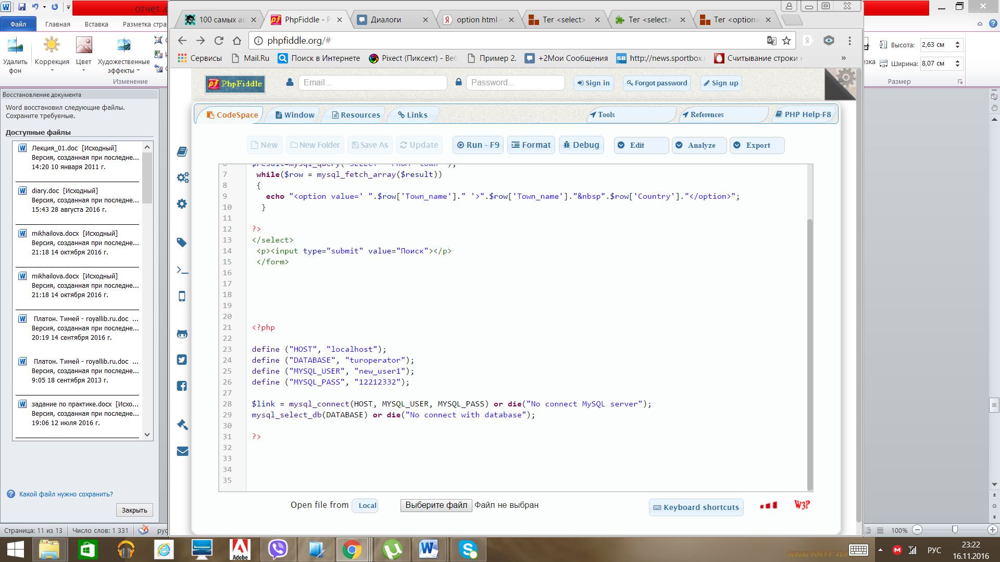 отчет .d
Файл
Главная
Вставка
Разметка стра
Удалить фон
Коррекция
Цвет
Художественные эффекты
Изменение
Восстановление документа
Word восстановил следующие файлы.
Сохраните требуемые.
Доступные файлы
Лекция_01.doc [Исходный]
Версия, созданная при последне...
14:20 10 января 2011 г.
diary.doc [Исходный]
Версия, созданная при последне...
15:43 28 августа 2016 г.
mikhailova.docx [Исходный]
Версия, созданная при последне...
21:18 14 октября 2016 г.
mikhailova.docx [Исходный]
Версия, созданная при последне...
21:18 14 октября 2016 г.
Платон. Тимей - royallib.ru.doc ...
Версия, созданная при последне...
20:19 14 сентября 2016 г.
Платон. Тимей - royallib.ru.doc ...
Версия, созданная при последне...
9:05 18 сентября 2013 г.
задание по практике.docx [Исхо...
Версия, созданная при последне...
19:06 12 июля 2016 г.
Какой файл нужно сохранить?
Закрыть
Страница: 11 из 13
Число слов: 1 331
рус
100 самых ак
PhpFiddle - P
Диалоги
option html -
Тег <select>
Тег <select>
Тег <option>
phpfiddle.org/#
Сервисы
Mail.Ru
Поиск в Интернете
Pixect (Пиксект) - Веб
Пример 2.
+2Мои Сообщения
http://news.sportbox.r
Считывание строки н
»
PhpFiddle
Email...
Password...
Sign in
Forgot password
Sign up
CodeSpace
Window
Resources
Links
Tools
References
PHP Help-F8
New
New Folder
Save As
Update
Run - F9
Format
Debug
Edit
Analyze
Export
6 $result=mysql_query("SELECT * FROM `town`");
7 while($row = mysql_fetch_array($result))
8 {
9 echo "<option value=' ".$row['Town_name']." '>".$row['Town_name']."&nbsp".$row['Country']."</option>";
10 }
11
12 ?>
13 </select>
14 <p><input type="submit" value="Поиск"></p>
15 </form>
16
17
18
19
20
21 <?php
22
23 define ("HOST", "localhost");
24 define ("DATABASE", "turoperator");
25 define ("MYSQL_USER", "new_user1");
26 define ("MYSQL_PASS", "12212332");
27
28 $link = mysql_connect(HOST, MYSQL_USER, MYSQL_PASS) or die("No connect MySQL server");
29 mysql_select_db(DATABASE) or die("No connect with database");
30
31 ?>
32
33
34
35
Open file from
Local
Выберите файл
Файл не выбран
Keyboard shortcuts
W3P
зка
Высота:
2,63 см
Ширина:
8,07 см
Размер
100%
Adobe
РУС
23:22
16.11.2016